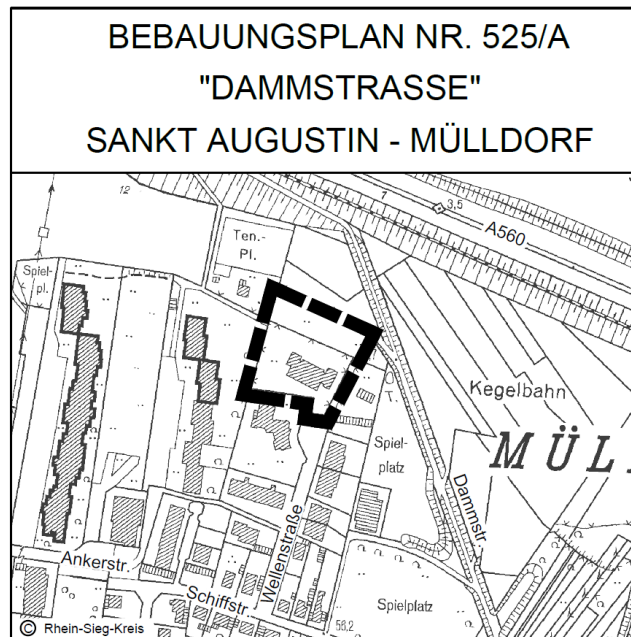 BEBAUUNGSPLAN NR. 525/A
"DAMMSTRASSE"
SANKT AUGUSTIN - MÜLLDORF
12
7
3,5
A560
Ten.-
Pl.
Spiel-
pl.
Kegelbahn
T.
MÜL
Spiel-
platz
Dammstr.
Wellenstraße
Ankerstr.
Schiffstr.
Spielplatz
56.2
© Rhein-Sieg-Kreis